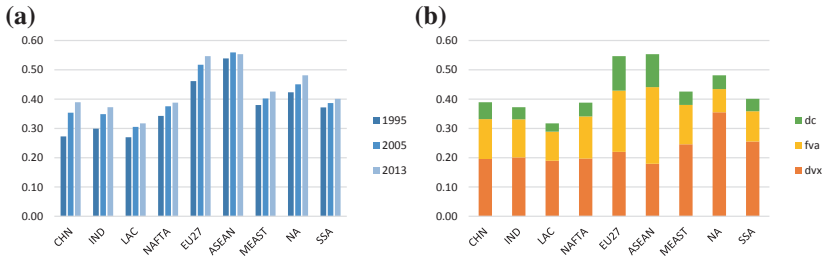 (a)
0.60
0.50
0.40
0.30
0.20
0.10
0.00
CHN
IND
LAC
NAFTA
EU27
ASEAN
MEAST
NA
SSA
1995
2005
2013
(b)
0.60
0.50
0.40
0.30
0.20
0.10
0.00
CHN
IND
LAC
NAFTA
EU27
ASEAN
MEAST
NA
SSA
dc
fva
dvx